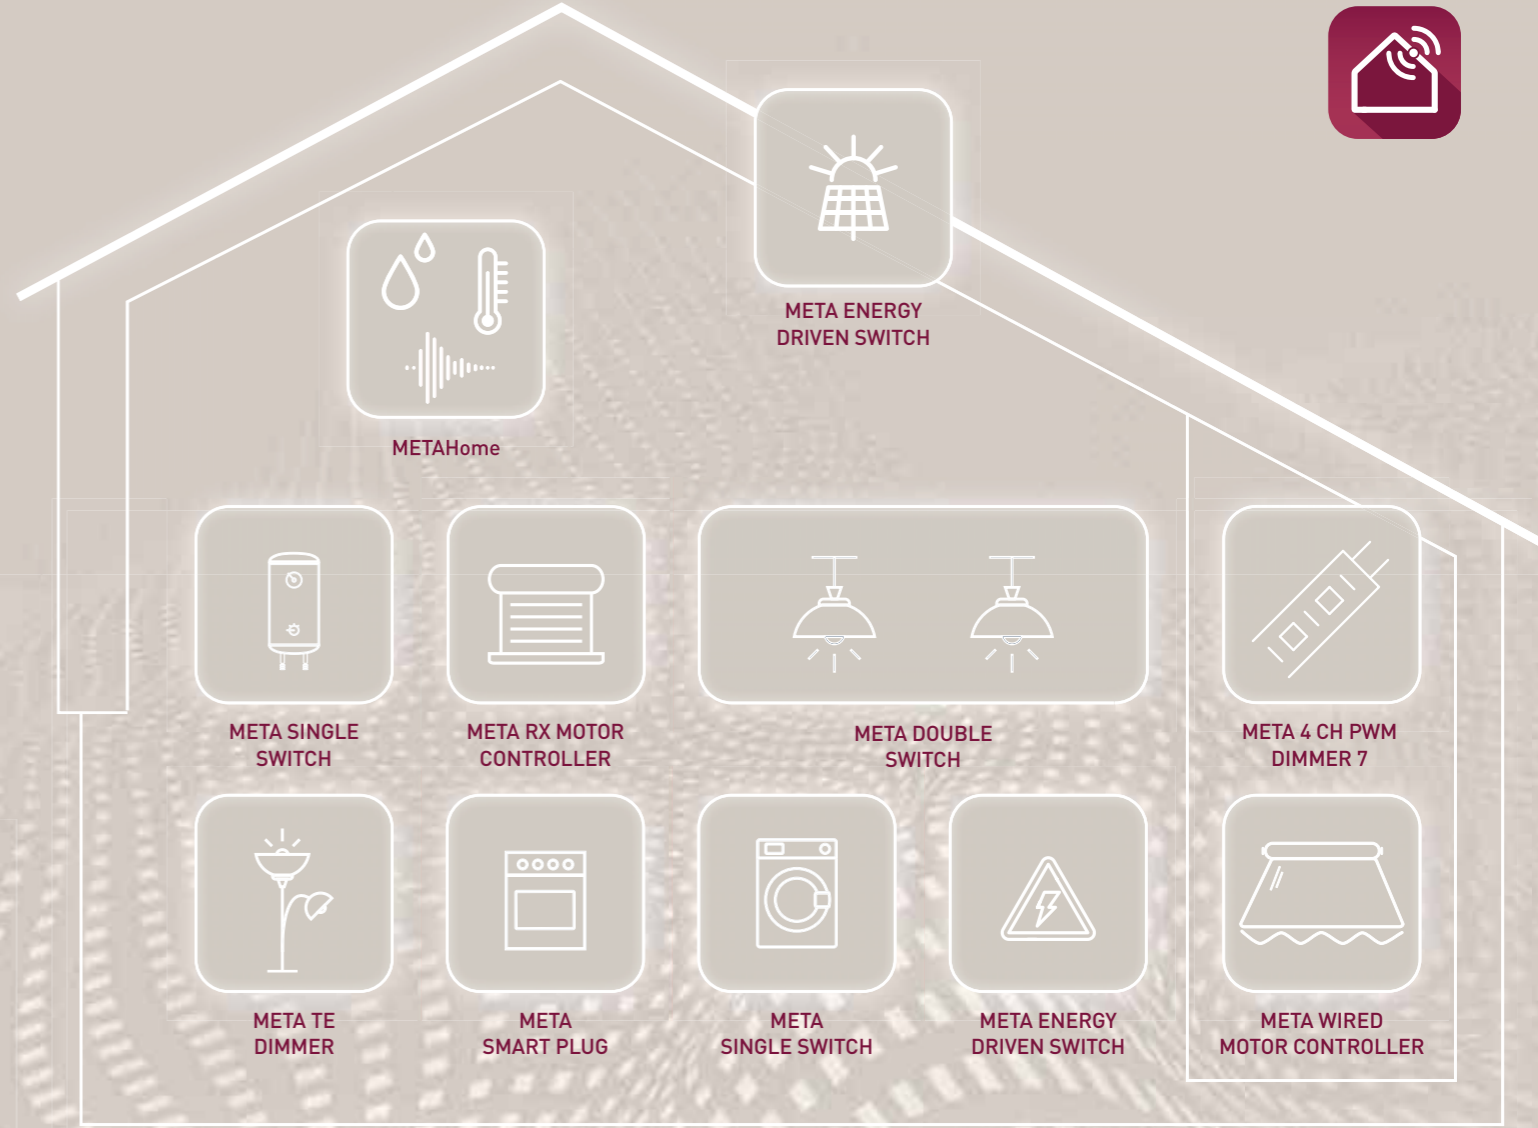 META ENERGY
DRIVEN SWITCH
METAHome
META SINGLE
SWITCH
META RX MOTOR
CONTROLLER
META DOUBLE
SWITCH
META 4 CH PWM
DIMMER 7
META TE
DIMMER
META
SMART PLUG
META
SINGLE SWITCH
META ENERGY
DRIVEN SWITCH
META WIRED
MOTOR CONTROLLER